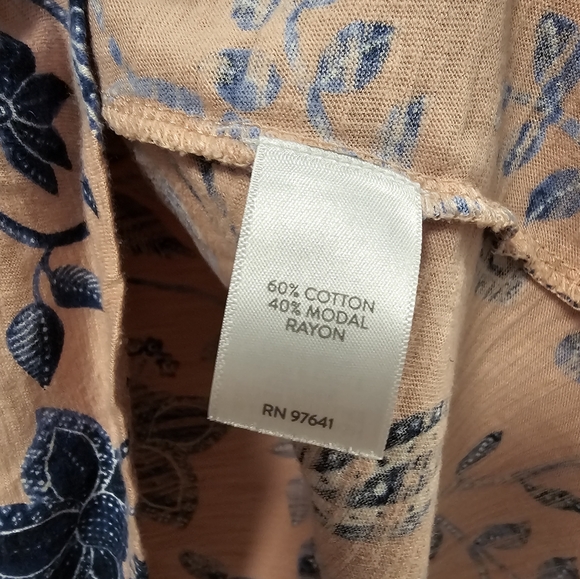 60% COTTON
40% MODAL
RAYON
RN 97641